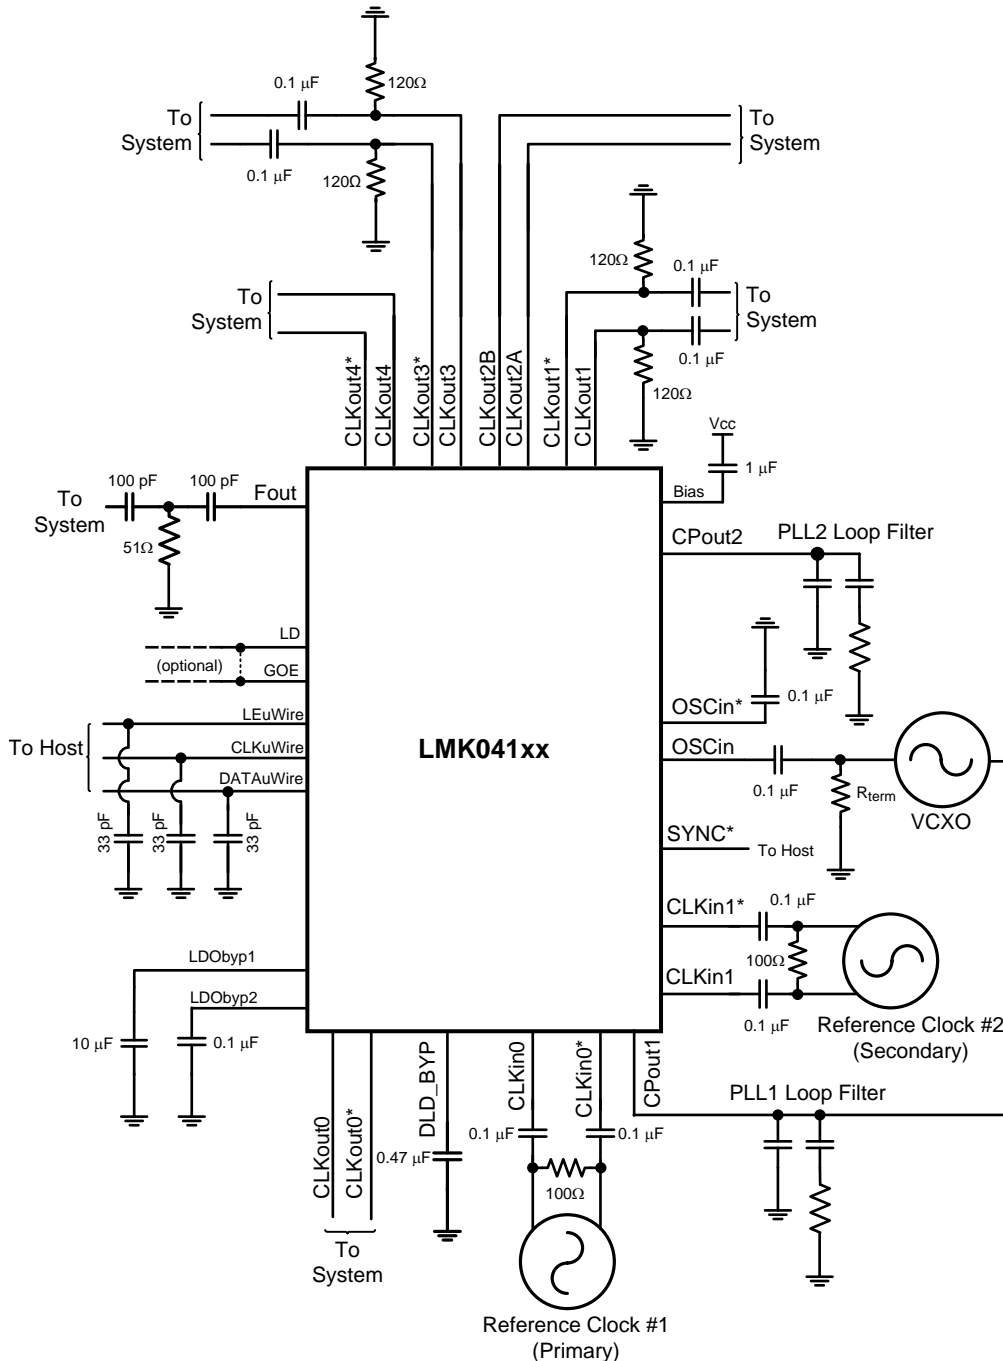 120Ω
0.1 µF
To
System
0.1 µF
120Ω
To
System
120Ω
0.1 µF
To
System
0.1 µF
120Ω
To
System
CLKout4*
CLKout4
CLKout3*
CLKout3
CLKout2B
CLKout2A
CLKout1*
CLKout1
Vcc
1 µF
Bias
100 pF
100 pF
Fout
To
System
51Ω
CPout2
PLL2 Loop Filter
LD
(optional)
GOE
0.1 µF
OSCin*
LEuWire
To Host
CLKuWire
DATAuWire
33 pF
33 pF
33 pF
LMK041xx
OSCin
0.1 µF
Rterm
VCXO
SYNC*
To Host
CLKin1*
0.1 µF
100Ω
CLKin1
0.1 µF
Reference Clock #2
(Secondary)
LDObyp1
LDObyp2
10 µF
0.1 µF
CLKout0
CLKout0*
DLD_BYP
CLKin0
CLKin0*
CPout1
PLL1 Loop Filter
0.47 µF
0.1 µF
0.1 µF
100Ω
To
System
Reference Clock #1
(Primary)